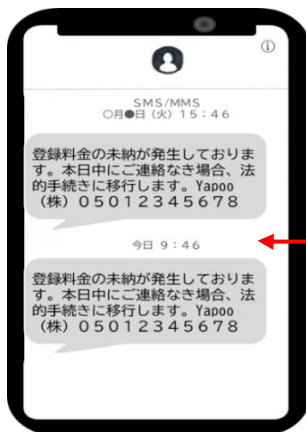 SMS/MMS
〇月●日（火）１５：４６
登録料金の未納が発生しておりま
す。本日中にご連絡なき場合、法
的手続きに移行します。Yapoo
（株）０５０１２３４５６７８
今日 ９：４６
登録料金の未納が発生しておりま
す。本日中にご連絡なき場合、法
的手続きに移行します。Yapoo
（株）０５０１２３４５６７８